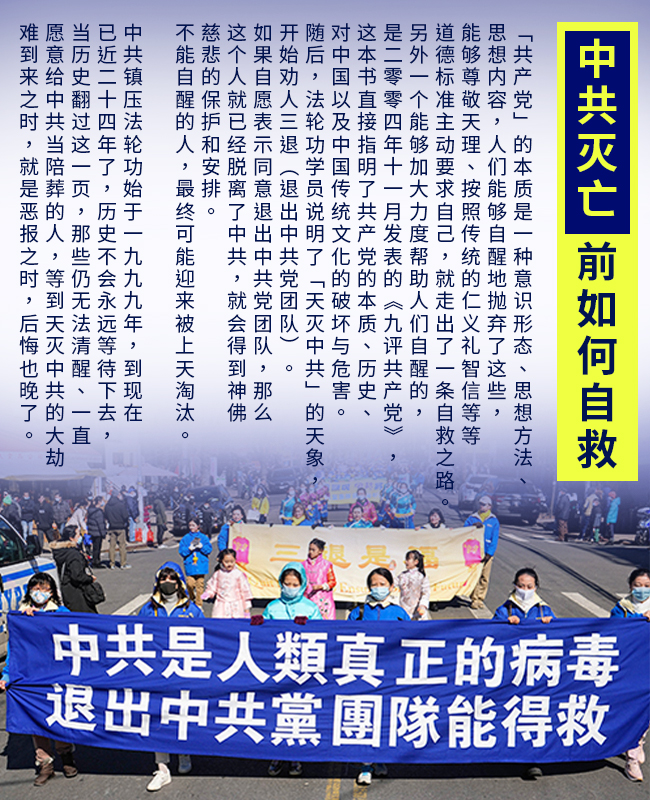 中共灭亡
前如何自救
「共产党」的本质是一种意识形态、思想方法、
思想内容，人们能够自醒地抛弃了这些，
能够尊敬天理、按照传统的仁义礼智信等等
道德标准主动要求自己，就走出了一条自救之路。
另外一个能够加大力度帮助人们自醒的，
是二零零四年十一月发表的《九评共产党》，
这本书直接指明了共产党的本质、历史、
对中国以及中国传统文化的破坏与危害。
随后，法轮功学员说明了「天灭中共」的天象，
开始劝人三退（退出中共党团队）。
如果自愿表示同意退出中共党团队，那么
这个人就已经脱离了中共，就会得到神佛
慈悲的保护和安排。
不能自醒的人，最终可能迎来被上天淘汰。
中共镇压法轮功始于一九九九年，到现在
已近二十四年了，历史不会永远等待下去，
当历史翻过这一页，那些仍无法清醒、一直
愿意给中共当陪葬的人，等到天灭中共的大劫
难到来之时，就是恶报之时，后悔也晚了。
三退是福
中共是人類真正的病毒
退出中共黨團隊能得救